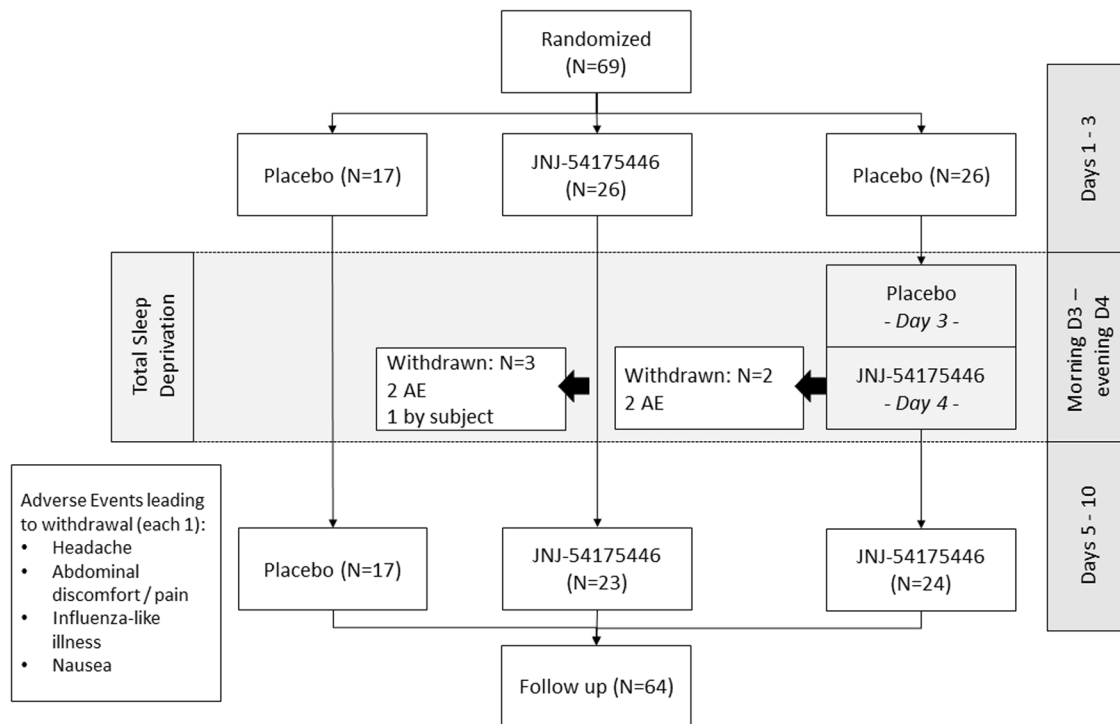 Randomized
(N=69)
Placebo (N=17)
JNJ-54175446
(N=26)
Placebo (N=26)
Days 1 - 3
Total Sleep
Deprivation
Placebo
- Day 3 -
JNJ-54175446
- Day 4 -
Withdrawn: N=3
2 AE
1 by subject
Withdrawn: N=2
2 AE
Morning D3 –
evening D4
Adverse Events leading
to withdrawal (each 1):
• Headache
• Abdominal
discomfort / pain
• Influenza-like
illness
• Nausea
Placebo (N=17)
JNJ-54175446
(N=23)
JNJ-54175446
(N=24)
Days 5 - 10
Follow up (N=64)